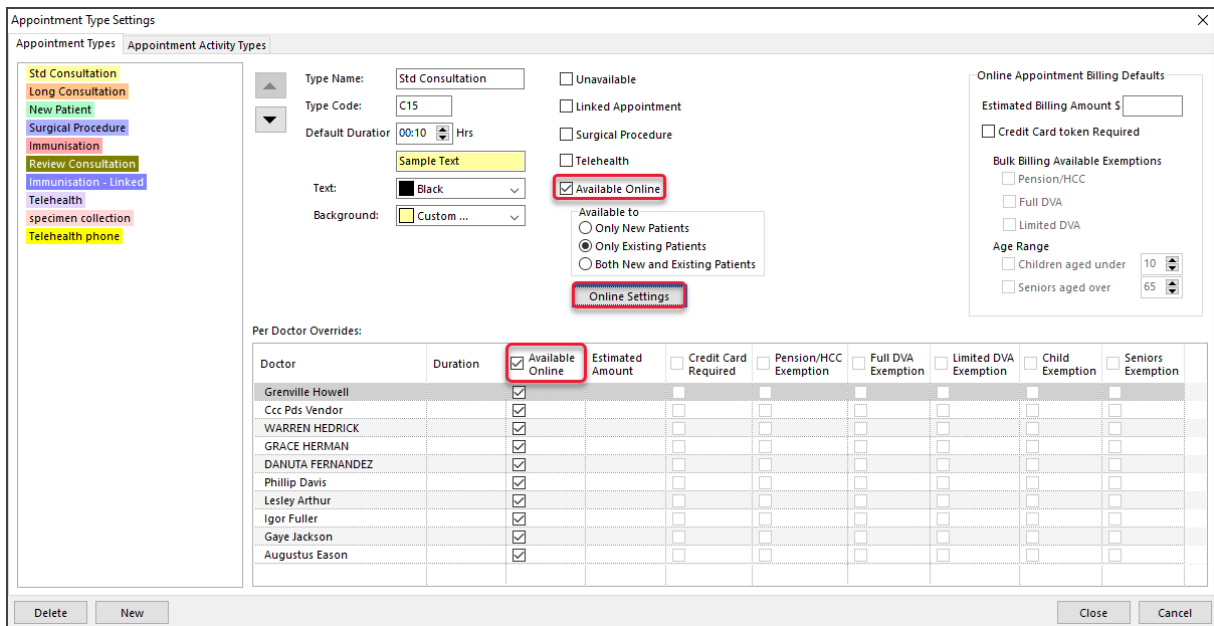 Appointment Type Settings
Appointment Types Appointment Activity Types
Std Consultation
Long Consultation
New Patient
Surgical Procedure
Immunisation
Review Consultation
Immunisation - Linked
Telehealth
specimen collection
Telehealth phone
Type Name: Std Consultation
Type Code: C15
Default Duration 00:10 Hrs
Sample Text
Text: Black
Background: Custom ...
Unavailable
Linked Appointment
Surgical Procedure
Telehealth
Available Online
Available to
Only New Patients
Only Existing Patients
Both New and Existing Patients
Online Settings
Online Appointment Billing Defaults
Estimated Billing Amount $
Credit Card token Required
Bulk Billing Available Exemptions
Pension/HCC
Full DVA
Limited DVA
Age Range
Children aged under 10
Seniors aged over 65
Per Doctor Overrides:
Doctor Duration Available Online Estimated Amount Credit Card Required Pension/HCC Exemption Full DVA Exemption Limited DVA Exemption Child Exemption Seniors Exemption
Grenville Howell
Ccc Pds Vendor
WARREN HEDRICK
GRACE HERMAN
DANUTA FERNANDEZ
Phillip Davis
Lesley Arthur
Igor Fuller
Gaye Jackson
Augustus Eason
Delete New Close Cancel